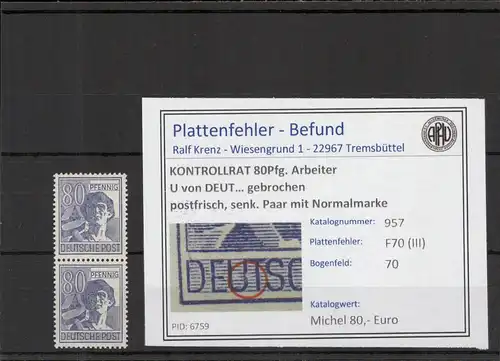 80 PFENNIG
DEUTSCHE POST
80 PFENNIG
DEUTSCHE POST
Plattenfehler - Befund
Ralf Krenz - Wiesengrund 1 - 22967 Tremsbüttel
KONTROLLRAT 80Pfg. Arbeiter
U von DEUT... gebrochen
postfrisch, senk. Paar mit Normalmarke
Katalognummer: 957
Plattenfehler: F70 (III)
Bogenfeld: 70
Katalogwert:
Michel 80,- Euro
DEUTSC
PID: 6759